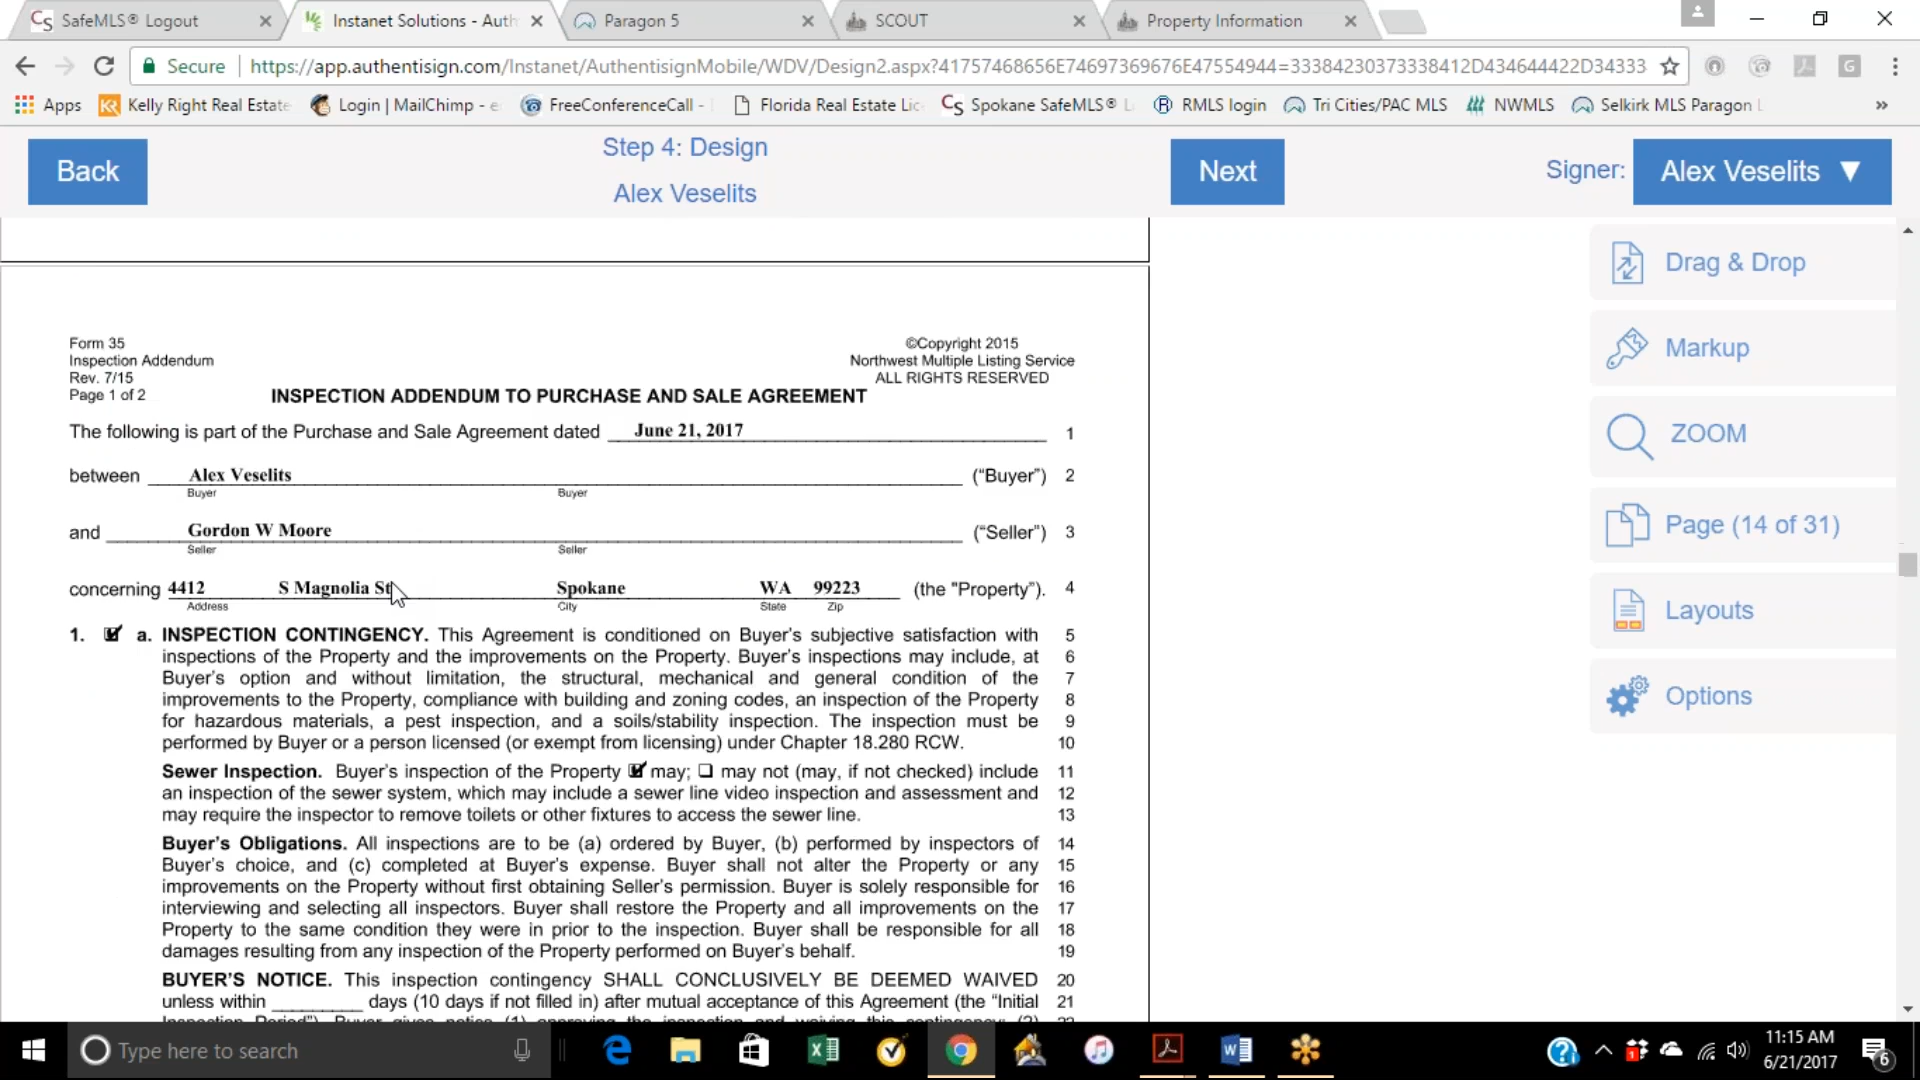 SafeMLS® Logout
Instanet Solutions - Auth
Paragon 5
SCOUT
Property Information
Secure
https://app.authentisign.com/Instanet/AuthentisignMobile/WDV/Design2.aspx?41757468656E74697369676E47554944=33384230373338412D434644422D34333
Apps
Kelly Right Real Estate
Login | MailChimp - e
FreeConferenceCall -
Florida Real Estate Lic
Spokane SafeMLS®
RMLS login
Tri Cities/PAC MLS
NWMLS
Selkirk MLS Paragon
»
Back
Step 4: Design
Alex Veselits
Next
Signer:
Alex Veselits ▼
Drag & Drop
Markup
ZOOM
Page (14 of 31)
Layouts
Options
Form 35
Inspection Addendum
Rev. 7/15
Page 1 of 2
©Copyright 2015
Northwest Multiple Listing Service
ALL RIGHTS RESERVED
INSPECTION ADDENDUM TO PURCHASE AND SALE AGREEMENT
The following is part of the Purchase and Sale Agreement dated June 21, 2017 1
between Alex Veselits ("Buyer") 2
Buyer Buyer
and Gordon W Moore ("Seller") 3
Seller Seller
concerning 4412 S Magnolia St Spokane WA 99223 (the "Property"). 4
Address City State Zip
1. a. INSPECTION CONTINGENCY. This Agreement is conditioned on Buyer's subjective satisfaction with 5
inspections of the Property and the improvements on the Property. Buyer's inspections may include, at 6
Buyer's option and without limitation, the structural, mechanical and general condition of the 7
improvements to the Property, compliance with building and zoning codes, an inspection of the Property 8
for hazardous materials, a pest inspection, and a soils/stability inspection. The inspection must be 9
performed by Buyer or a person licensed (or exempt from licensing) under Chapter 18.280 RCW. 10
Sewer Inspection. Buyer's inspection of the Property may; may not (may, if not checked) include 11
an inspection of the sewer system, which may include a sewer line video inspection and assessment and 12
may require the inspector to remove toilets or other fixtures to access the sewer line. 13
Buyer's Obligations. All inspections are to be (a) ordered by Buyer, (b) performed by inspectors of 14
Buyer's choice, and (c) completed at Buyer's expense. Buyer shall not alter the Property or any 15
improvements on the Property without first obtaining Seller's permission. Buyer is solely responsible for 16
interviewing and selecting all inspectors. Buyer shall restore the Property and all improvements on the 17
Property to the same condition they were in prior to the inspection. Buyer shall be responsible for all 18
damages resulting from any inspection of the Property performed on Buyer's behalf. 19
BUYER'S NOTICE. This inspection contingency SHALL CONCLUSIVELY BE DEEMED WAIVED 20
unless within ________ days (10 days if not filled in) after mutual acceptance of this Agreement (the "Initial 21
Type here to search
11:15 AM
6/21/2017
6